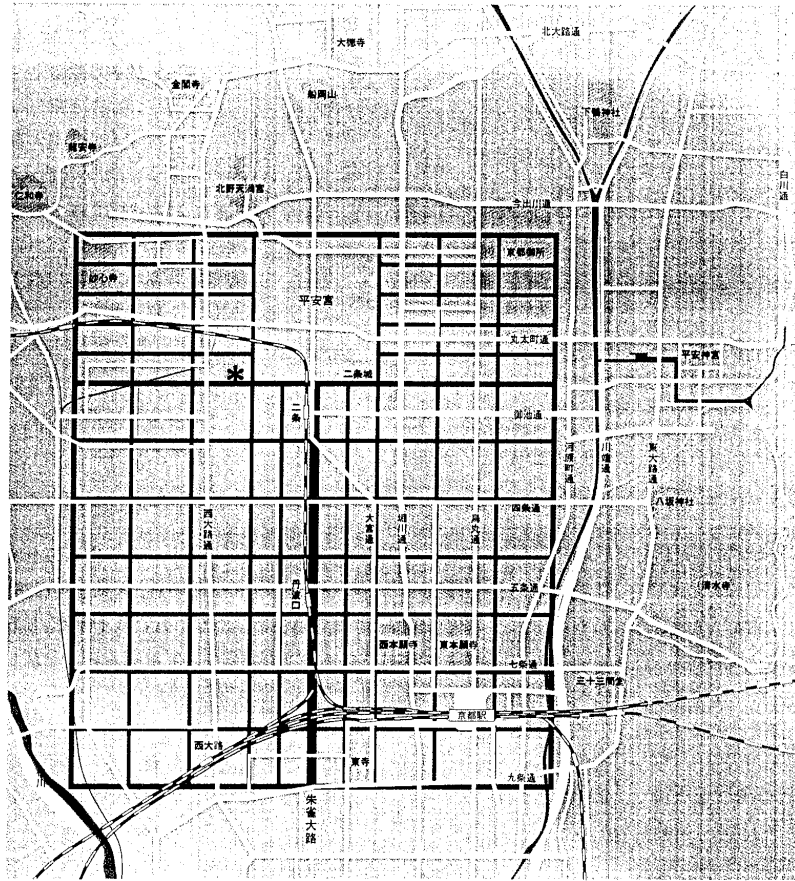 大徳寺
北大路通
金閣寺
船岡山
下鴨神社
龍安寺
白川通
仁和寺
北野天満宮
今出川通
京都御所
妙心寺
平安宮
丸太町通
平安神宮
二条城
＊
二条
御池通
河原町通
川端通
東大路通
八坂神社
四条通
西大路通
大宮通
堀川通
烏丸通
清水寺
丹波口
五条通
西本願寺
東本願寺
七条通
三十三間堂
京都駅
西大路
東寺
川
九条通
朱雀大路